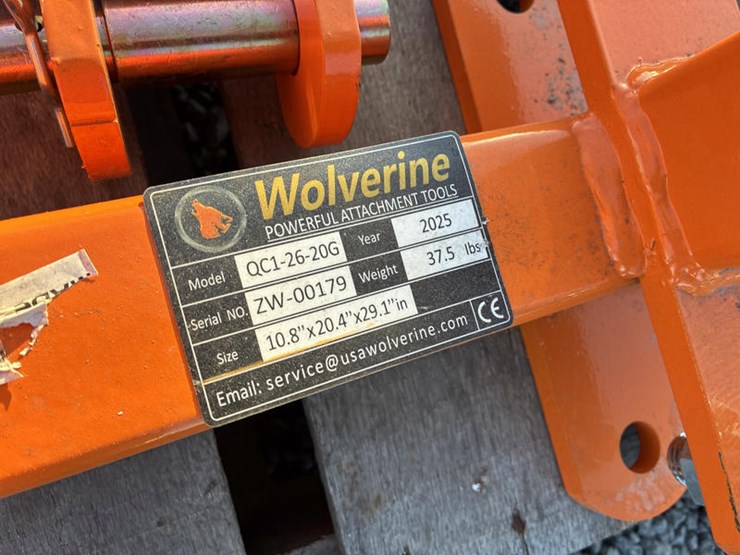 Wolverine
POWERFUL ATTACHMENT TOOLS
Model QC1-26-20G Year 2025
Serial NO. ZW-00179 Weight 37.5 lbs
Size 10.8"x20.4"x29.1"in
Email: service@usawolverine.com CE